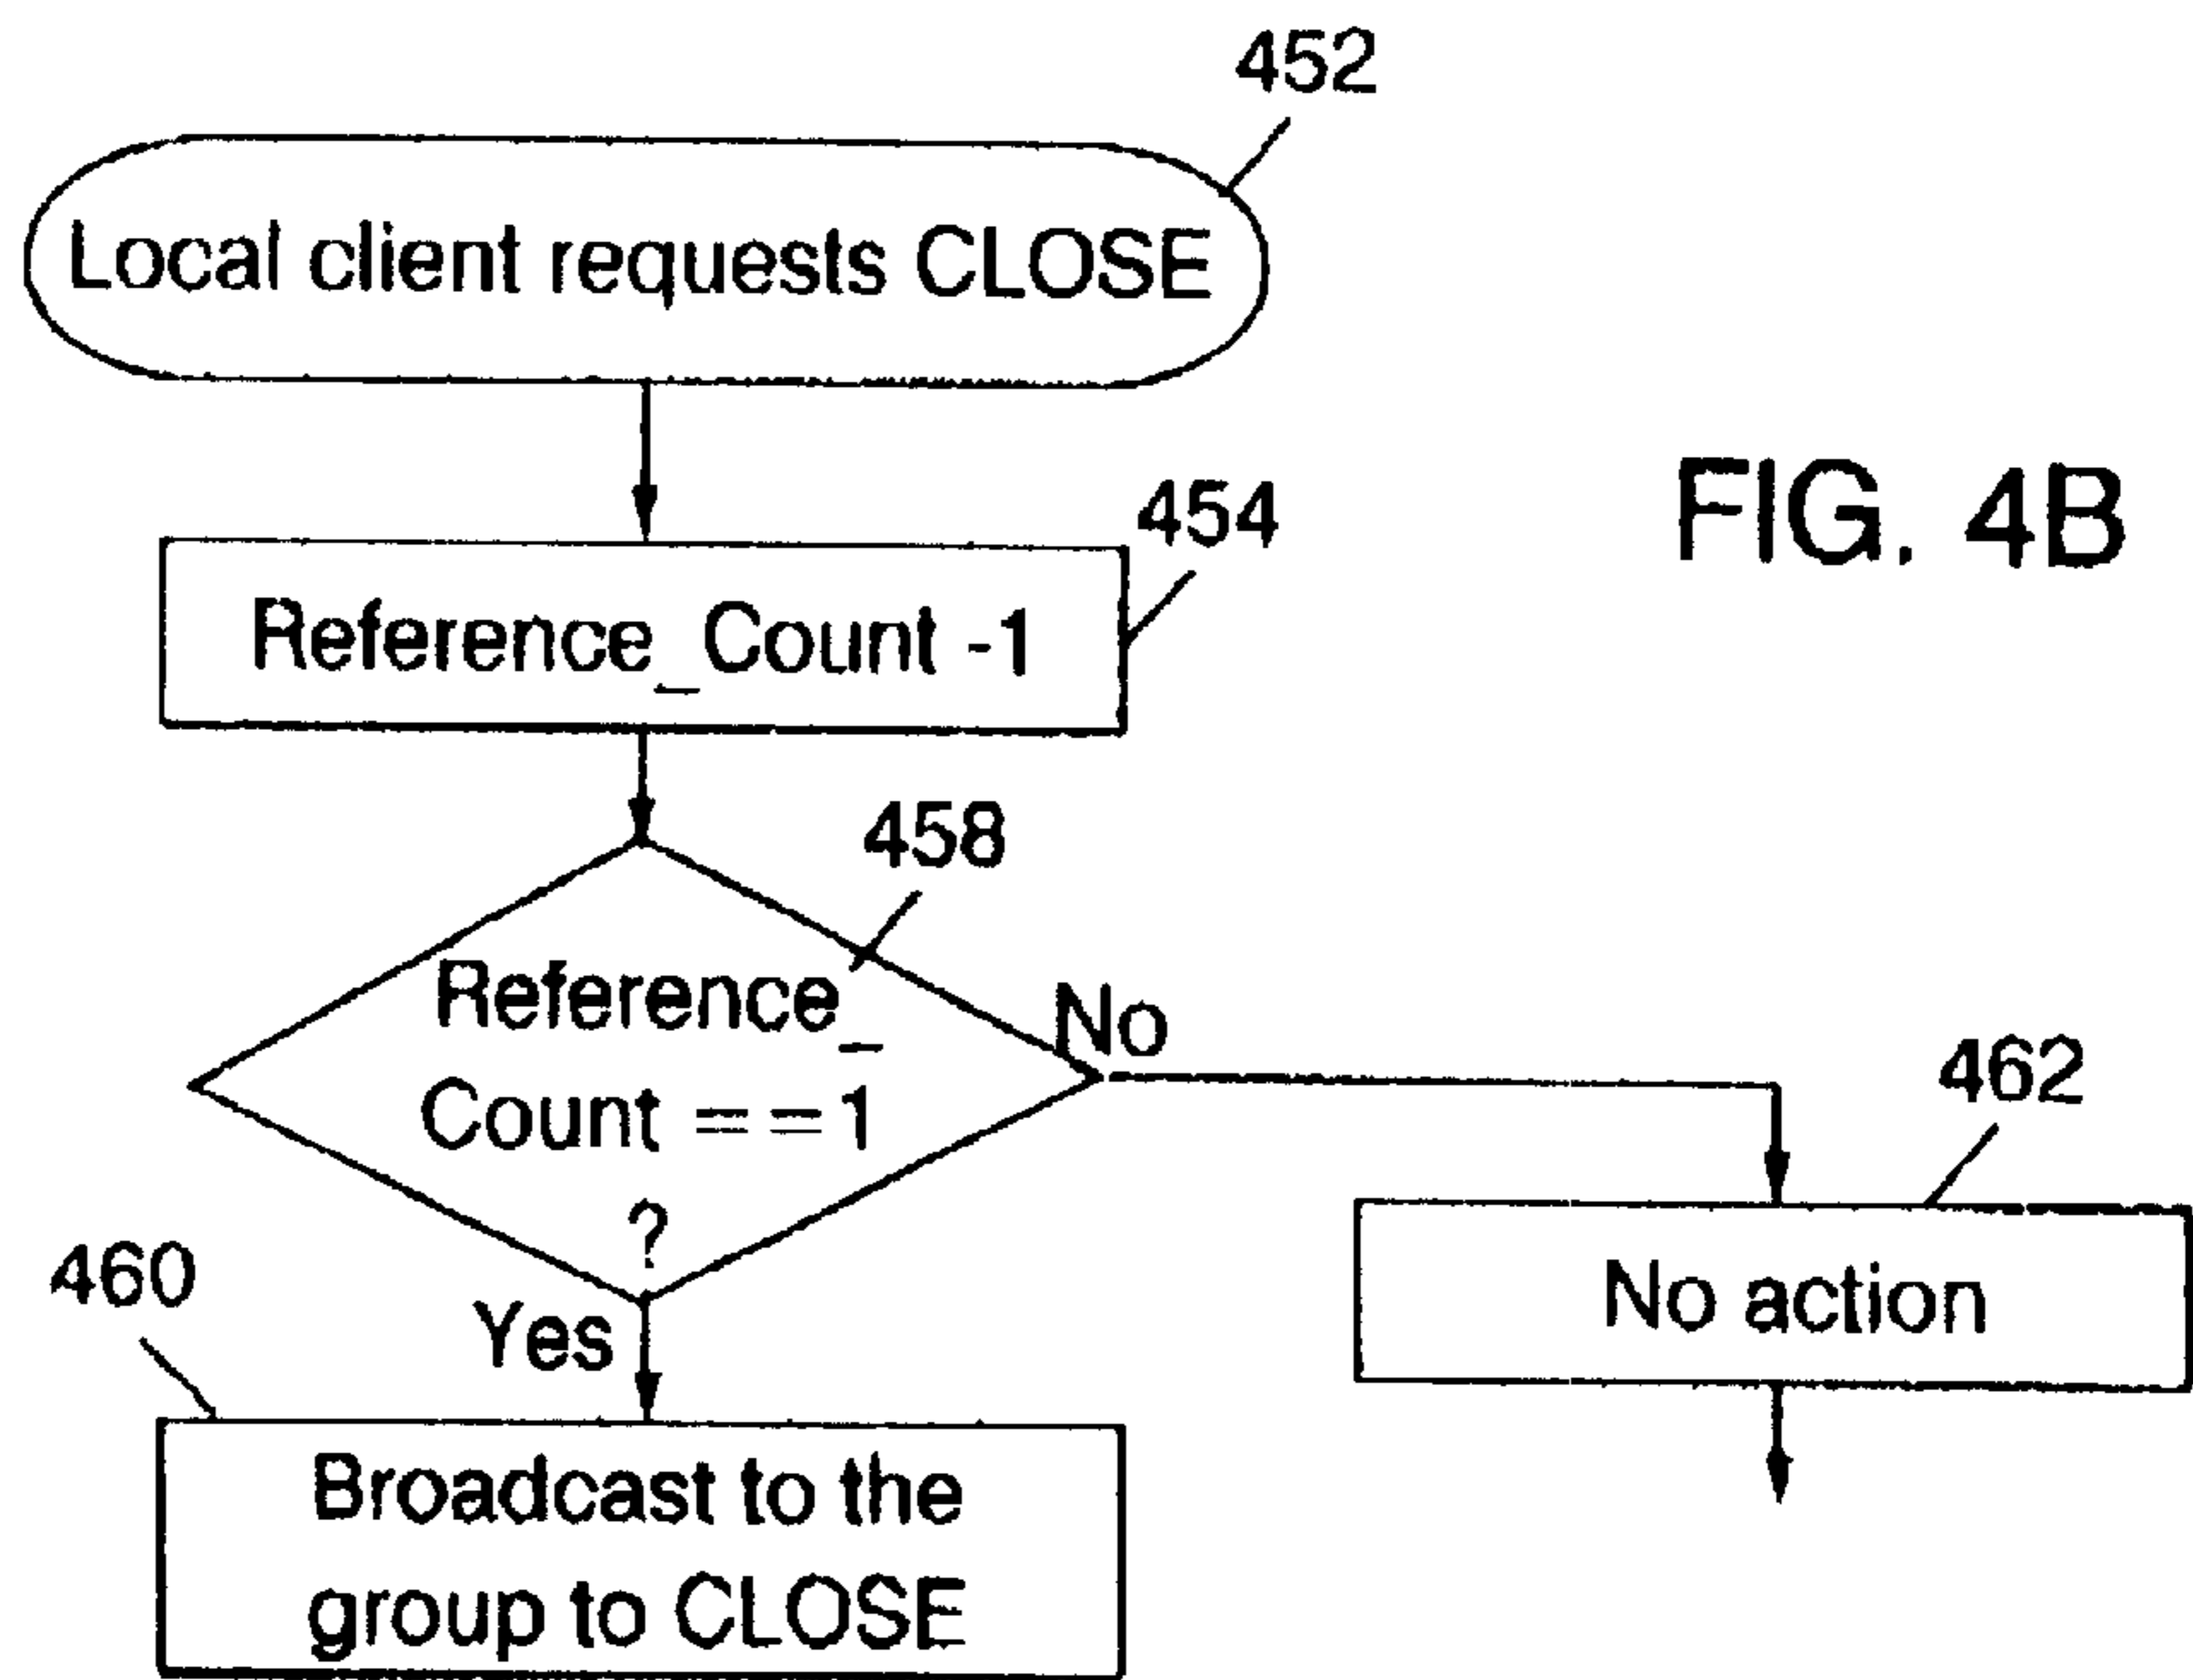 452
Local client requests CLOSE
FIG. 4B
454
Reference_Count -1
458
Reference_
Count ==1
?
No
Yes
462
No action
460
Broadcast to the
group to CLOSE